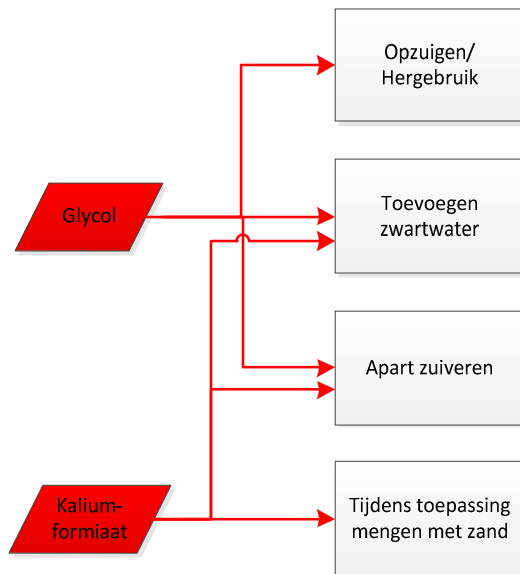 Opzuigen/
Hergebruik
Glycol
Toevoegen
zwartwater
Apart zuiveren
Kalium-
formiaat
Tijdens toepassing
mengen met zand